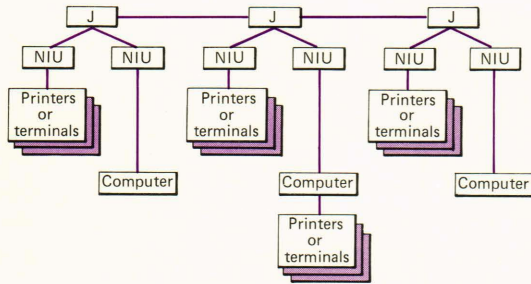 J
J
J
NIU
NIU
NIU
NIU
NIU
NIU
Printers
or
terminals
Printers
or
terminals
Printers
or
terminals
Computer
Computer
Computer
Printers
or
terminals